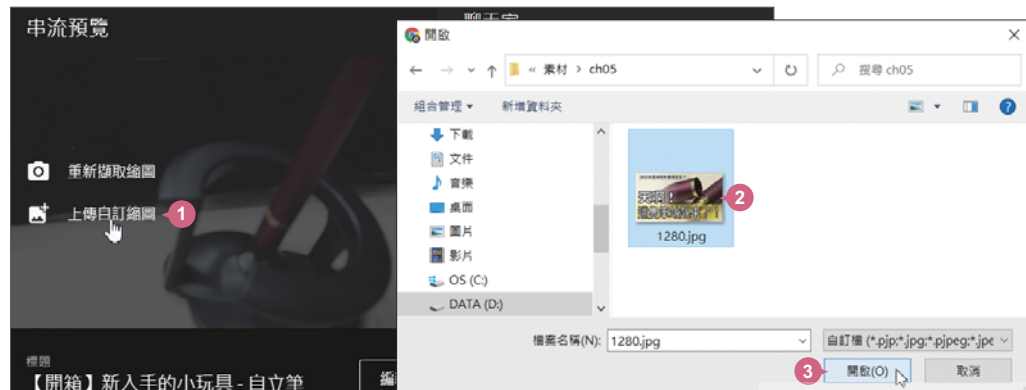 串流預覽
重新擷取縮圖
上傳自訂縮圖
1
標題
【開箱】新入手的小玩具 - 自立筆
開啟
« 素材 › ch05
搜尋 ch05
組合管理
新增資料夾
下載
文件
音樂
桌面
圖片
影片
OS (C:)
DATA (D:)
2
1280.jpg
檔案名稱(N):
1280.jpg
自訂檔 (*.pjp;*.jpg;*.pjpeg;*.jpe
3
開啟(O)
取消